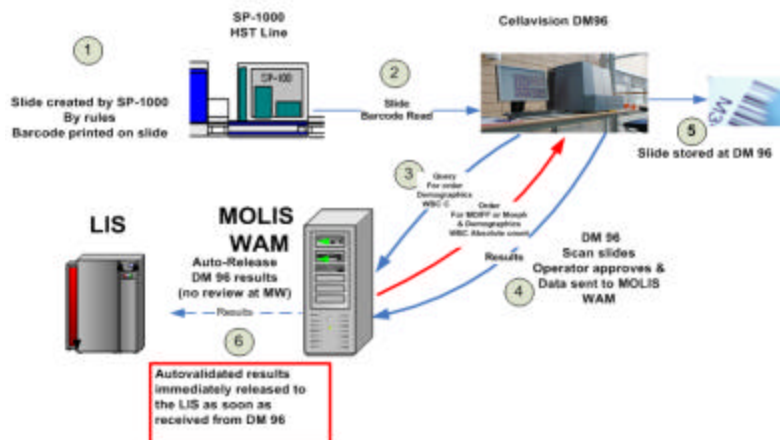 SP-1000
HST Line
Cellavision DM96
1
SP-100
2
Slide created by SP-1000
By rules
Barcode printed on slide
Slide
Barcode Read
M3
5
Slide stored at DM 96
3
Query
For order
Demographics
WBC C
Order
For MDIFF or Morph
& Demographics
WBC Absolute count
Results
LIS
MOLIS
WAM
Auto-Release
DM 96 results
(no review at MW)
DM 96
Scan slides
Operator approves &
Data sent to MOLIS
WAM
4
Results
6
Autovalidated results
immediately released to
the LIS as soon as
received from DM 96